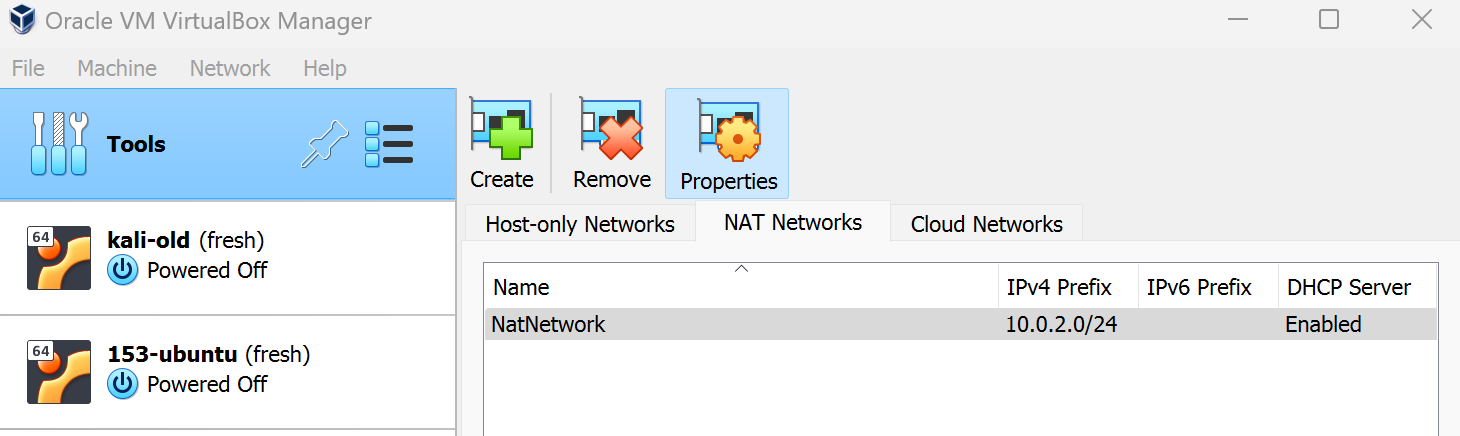 Oracle VM VirtualBox Manager
File Machine Network Help
Tools
Create Remove Properties
Host-only Networks NAT Networks Cloud Networks
64
kali-old (fresh)
Powered Off
64
153-ubuntu (fresh)
Powered Off
Name IPv4 Prefix IPv6 Prefix DHCP Server
NatNetwork 10.0.2.0/24 Enabled